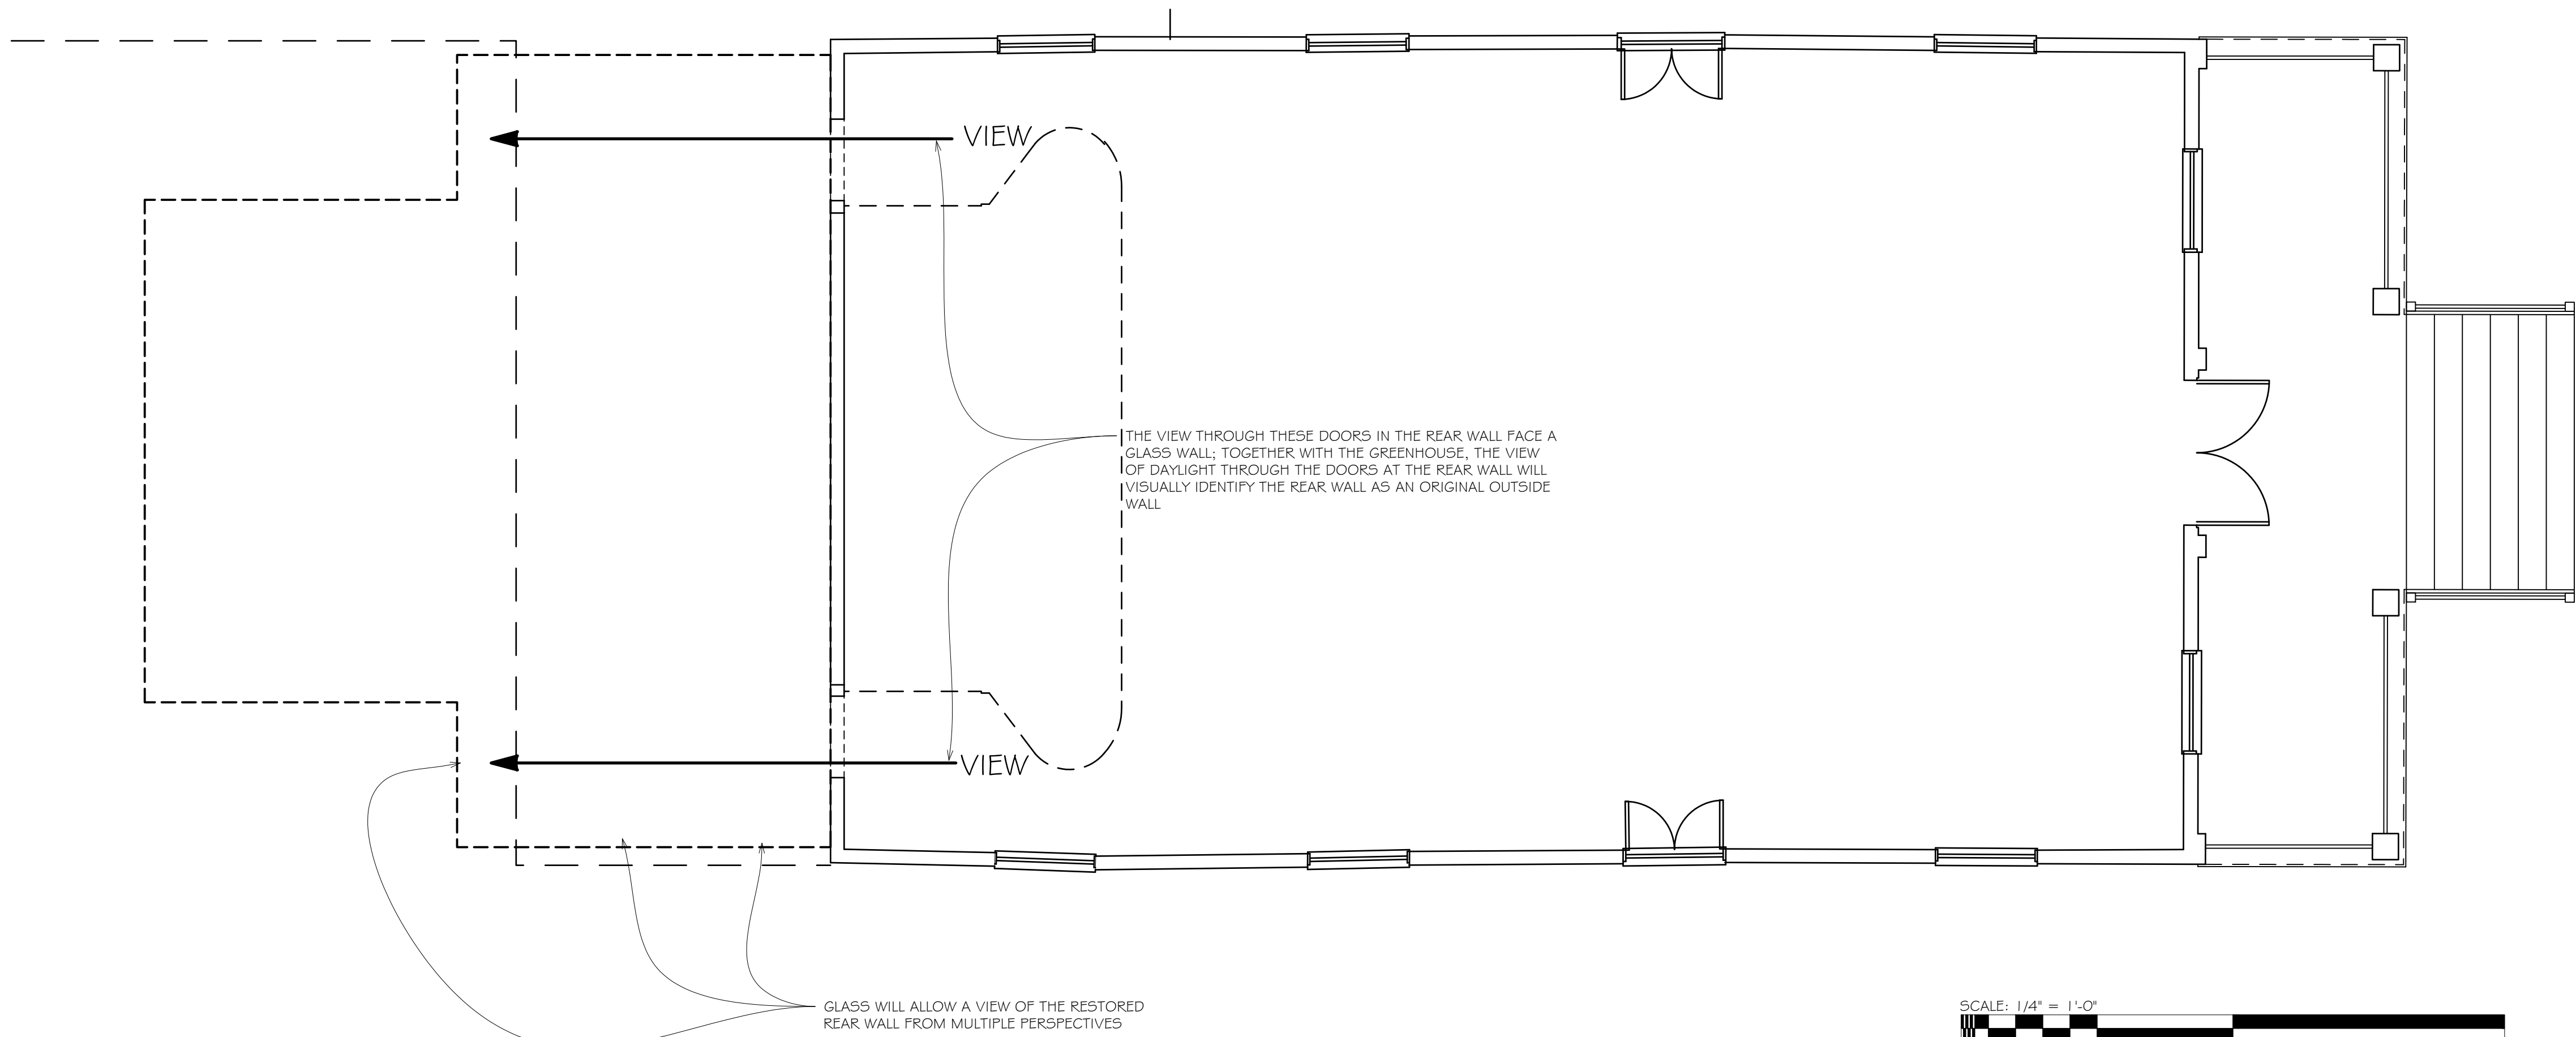 VIEW
THE VIEW THROUGH THESE DOORS IN THE REAR WALL FACE A
GLASS WALL; TOGETHER WITH THE GREENHOUSE, THE VIEW
OF DAYLIGHT THROUGH THE DOORS AT THE REAR WALL WILL
VISUALLY IDENTIFY THE REAR WALL AS AN ORIGINAL OUTSIDE
WALL
VIEW
GLASS WILL ALLOW A VIEW OF THE RESTORED
REAR WALL FROM MULTIPLE PERSPECTIVES
SCALE: 1/4" = 1'-0"